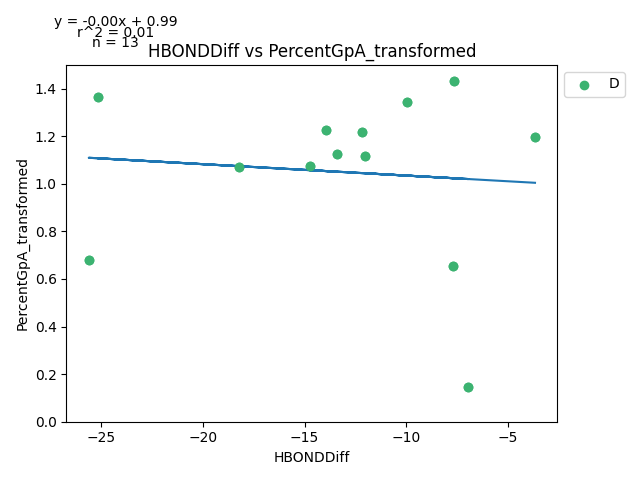 y = -0.00x + 0.99
r^2 = 0.01
n = 13
HBONDDiff vs PercentGpA_transformed
D
PercentGpA_transformed
1.4
1.2
1.0
0.8
0.6
0.4
0.2
0.0
−25
−20
−15
−10
−5
HBONDDiff